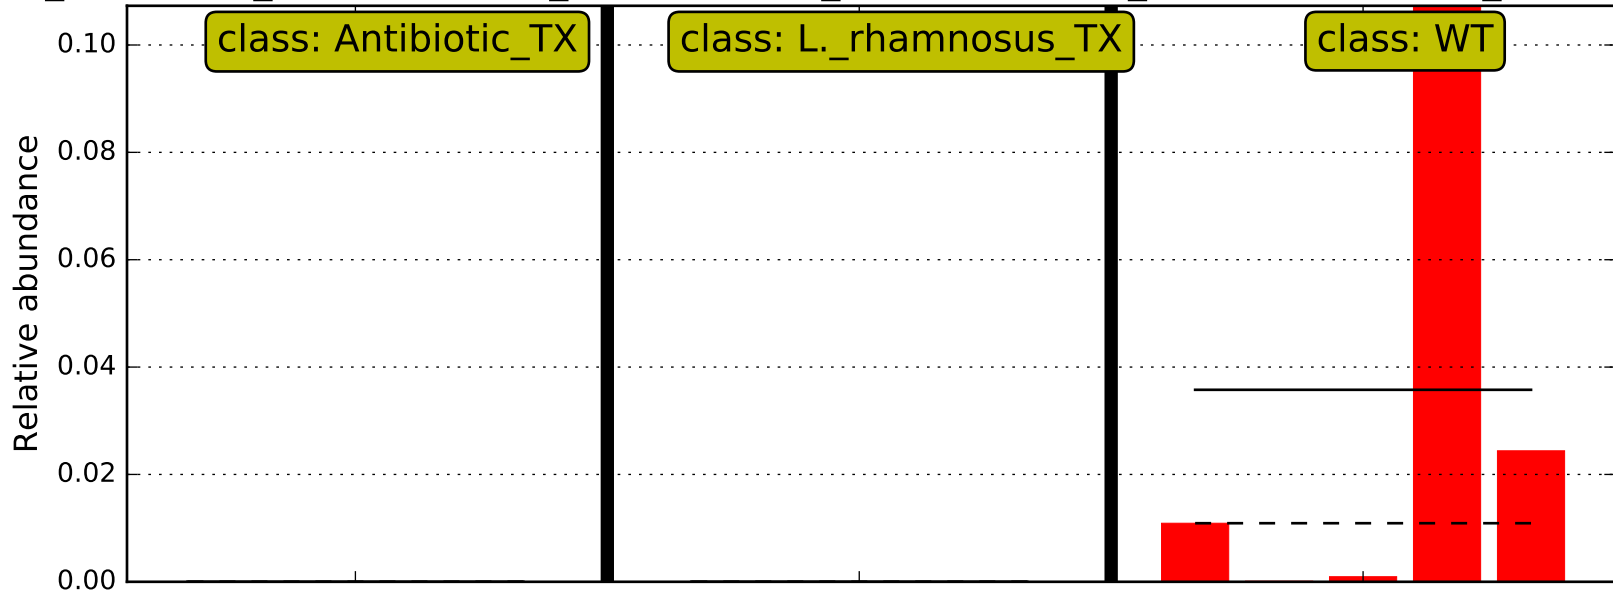 class: Antibiotic_TX
class: L._rhamnosus_TX
class: WT
Relative abundance
0.10
0.08
0.06
0.04
0.02
0.00